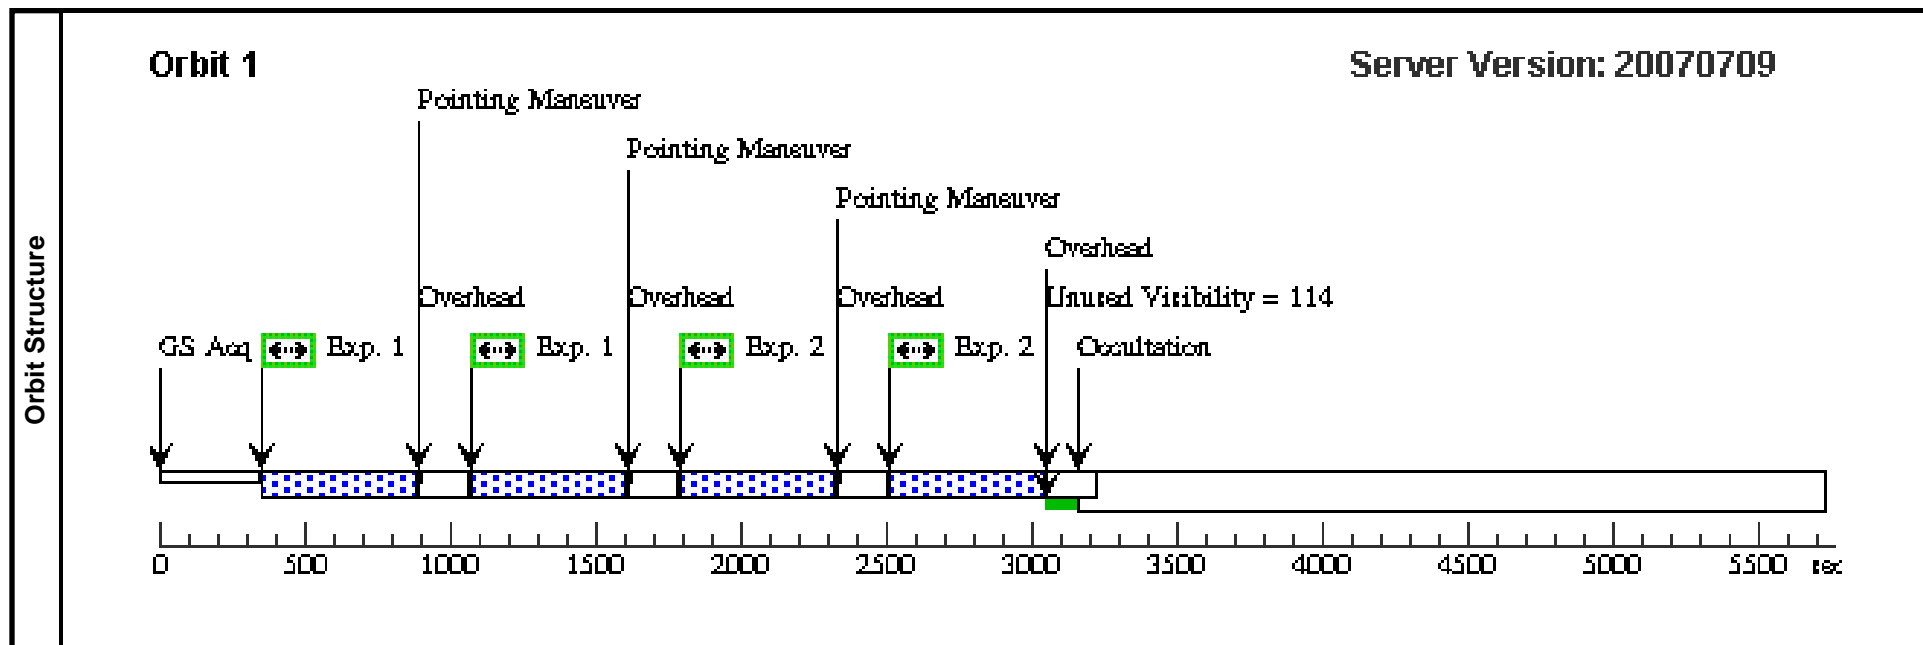 Orbit 1
Server Version: 20070709
Pointing Maneuver
Pointing Maneuver
Pointing Maneuver
Overhead
Overhead Overhead Overhead Unused Visibility = 114
GS Acq Exp. 1 Exp. 1 Exp. 2 Exp. 2 Occultation
0 500 1000 1500 2000 2500 3000 3500 4000 4500 5000 5500 sec
Orbit Structure